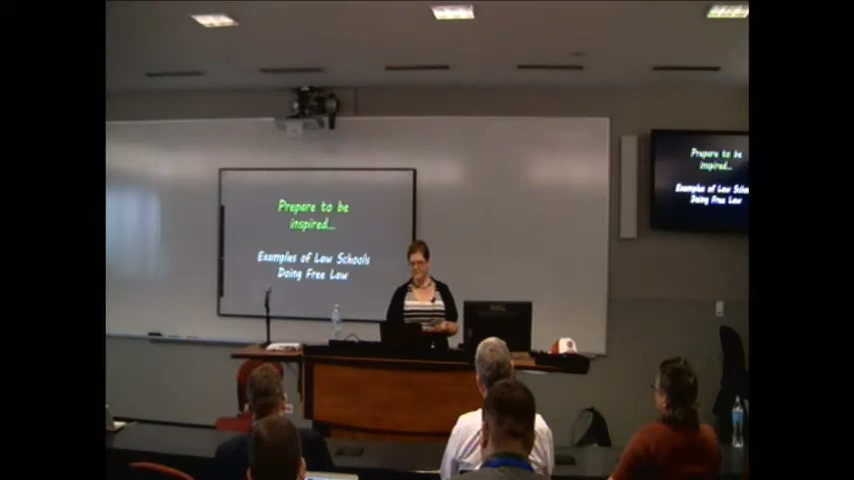 Prepare to be
inspired...
Examples of Law Schools
Doing Free Law
Prepare to be
inspired...
Examples of Law Scho
Doing Free Law